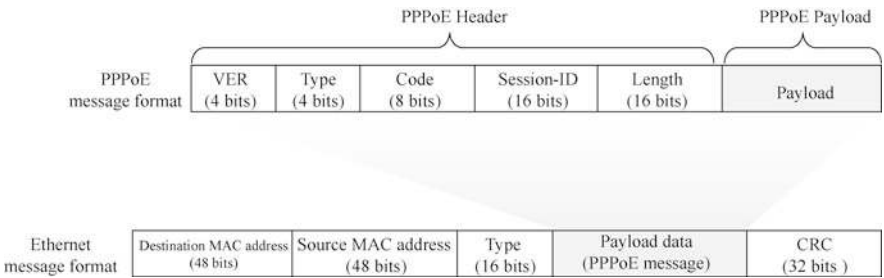 PPPoE Header PPPoE Payload
PPPoE message format
VER (4 bits)
Type (4 bits)
Code (8 bits)
Session-ID (16 bits)
Length (16 bits)
Payload
Ethernet message format
Destination MAC address (48 bits)
Source MAC address (48 bits)
Type (16 bits)
Payload data (PPPoE message)
CRC (32 bits)